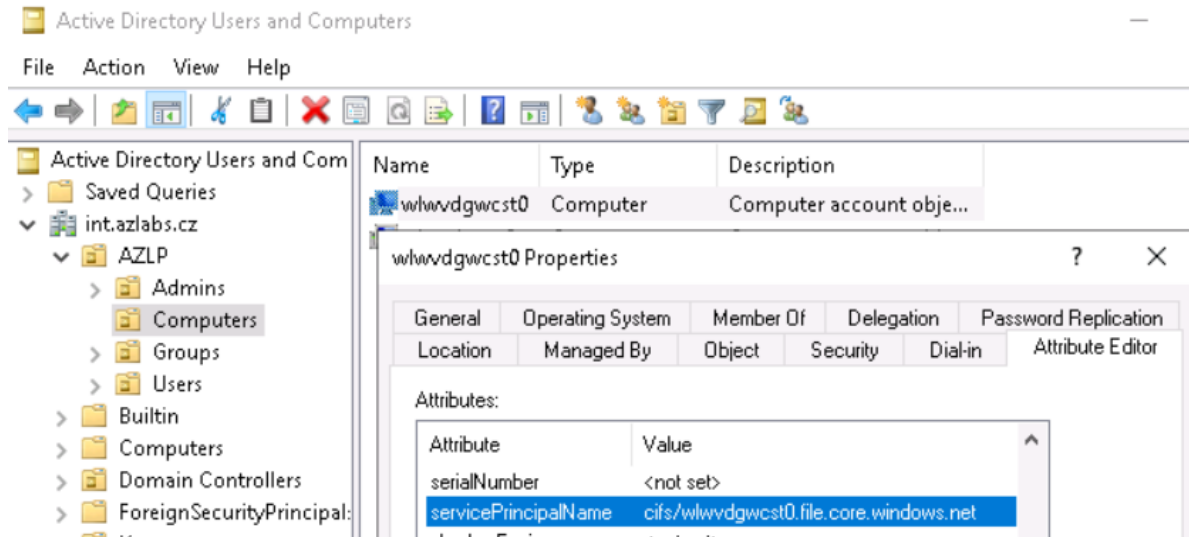 Active Directory Users and Computers
File Action View Help
Active Directory Users and Com
Saved Queries
int.azlabs.cz
AZLP
Admins
Computers
Groups
Users
Builtin
Computers
Domain Controllers
ForeignSecurityPrincipal:
Name Type Description
wlwvdgwcst0 Computer Computer account obje...
wlwvdgwcst0 Properties ?
General Operating System Member Of Delegation Password Replication
Location Managed By Object Security Dial-in Attribute Editor
Attributes:
Attribute Value
serialNumber <not set>
servicePrincipalName cifs/wlwvdgwcst0.file.core.windows.net